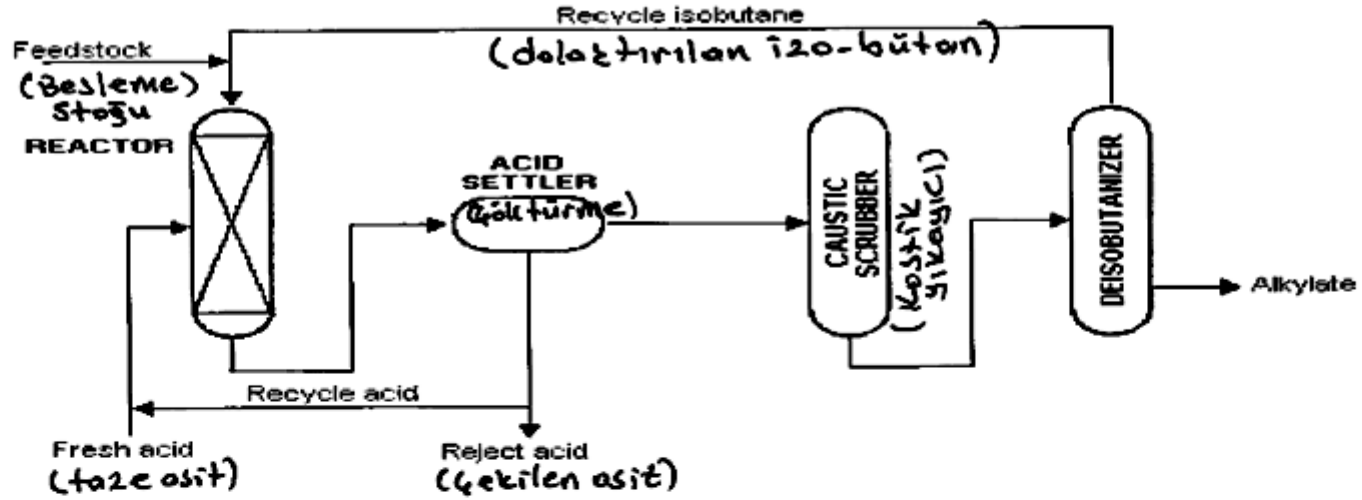 Recycle isobutane
(dolaştırılan izo-bütan)
Feedstock
(Besleme)
Stoğu
REACTOR
ACID
SETTLER
(Çöktürme)
CAUSTIC
SCRUBBER
(Kostik
yıkayıcı)
DEISOBUTANIZER
Alkylate
Recycle acid
Fresh acid
(taze asit)
Reject acid
(Çekilen asit)